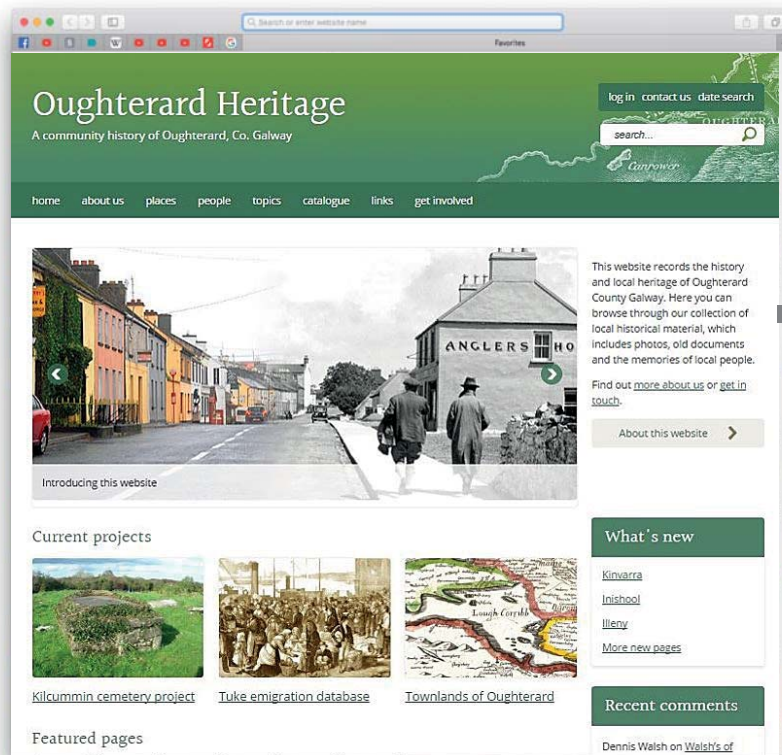 Search or enter website name
Favorites
Oughterard Heritage
A community history of Oughterard, Co. Galway
log in contact us date search
search...
OUGHTERA
Canrower
home about us places people topics catalogue links get involved
ANGLERS HO
Introducing this website
This website records the history
and local heritage of Oughterard
County Galway. Here you can
browse through our collection of
local historical material, which
includes photos, old documents
and the memories of local people.
Find out more about us or get in
touch.
About this website
Current projects
Lough Corribb
Kilcummin cemetery project
Tuke emigration database
Townlands of Oughterard
What's new
Kinvarra
Inishool
Illeny
More new pages
Recent comments
Dennis Walsh on Walsh's of
Featured pages